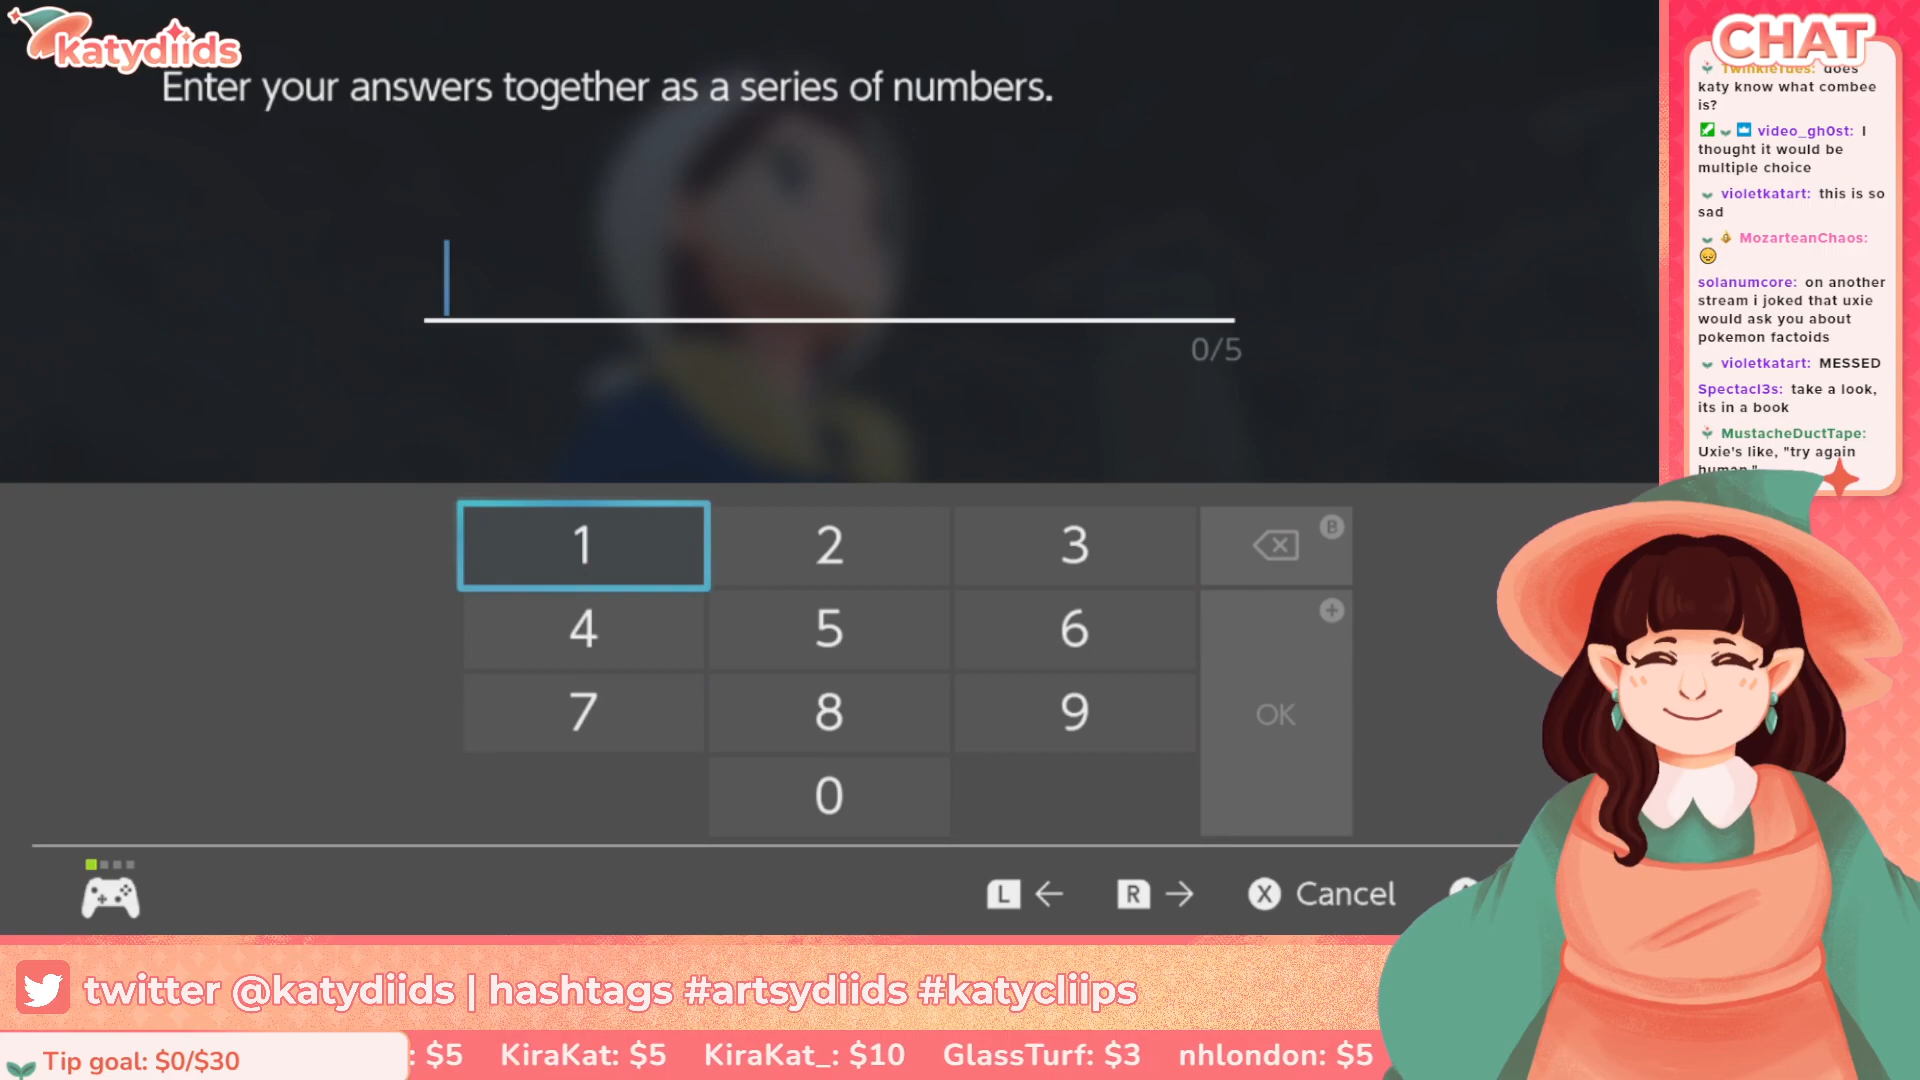 katydiids
Enter your answers together as a series of numbers.
0/5
1 2 3 B
4 5 6 +
7 8 9 OK
0
L ← R → X Cancel
CHAT
TwinkleTues: does
katy know what combee
is?
video_gh0st: I
thought it would be
multiple choice
violetkatart: this is so
sad
MozarteanChaos:
solanumcore: on another
stream i joked that uxie
would ask you about
pokemon factoids
violetkatart: MESSED
Spectacl3s: take a look,
its in a book
MustacheDuctTape:
Uxie's like, "try again
human."
twitter @katydiids | hashtags #artsydiids #katycliips
Tip goal: $0/$30
: $5 KiraKat: $5 KiraKat_: $10 GlassTurf: $3 nhlondon: $5